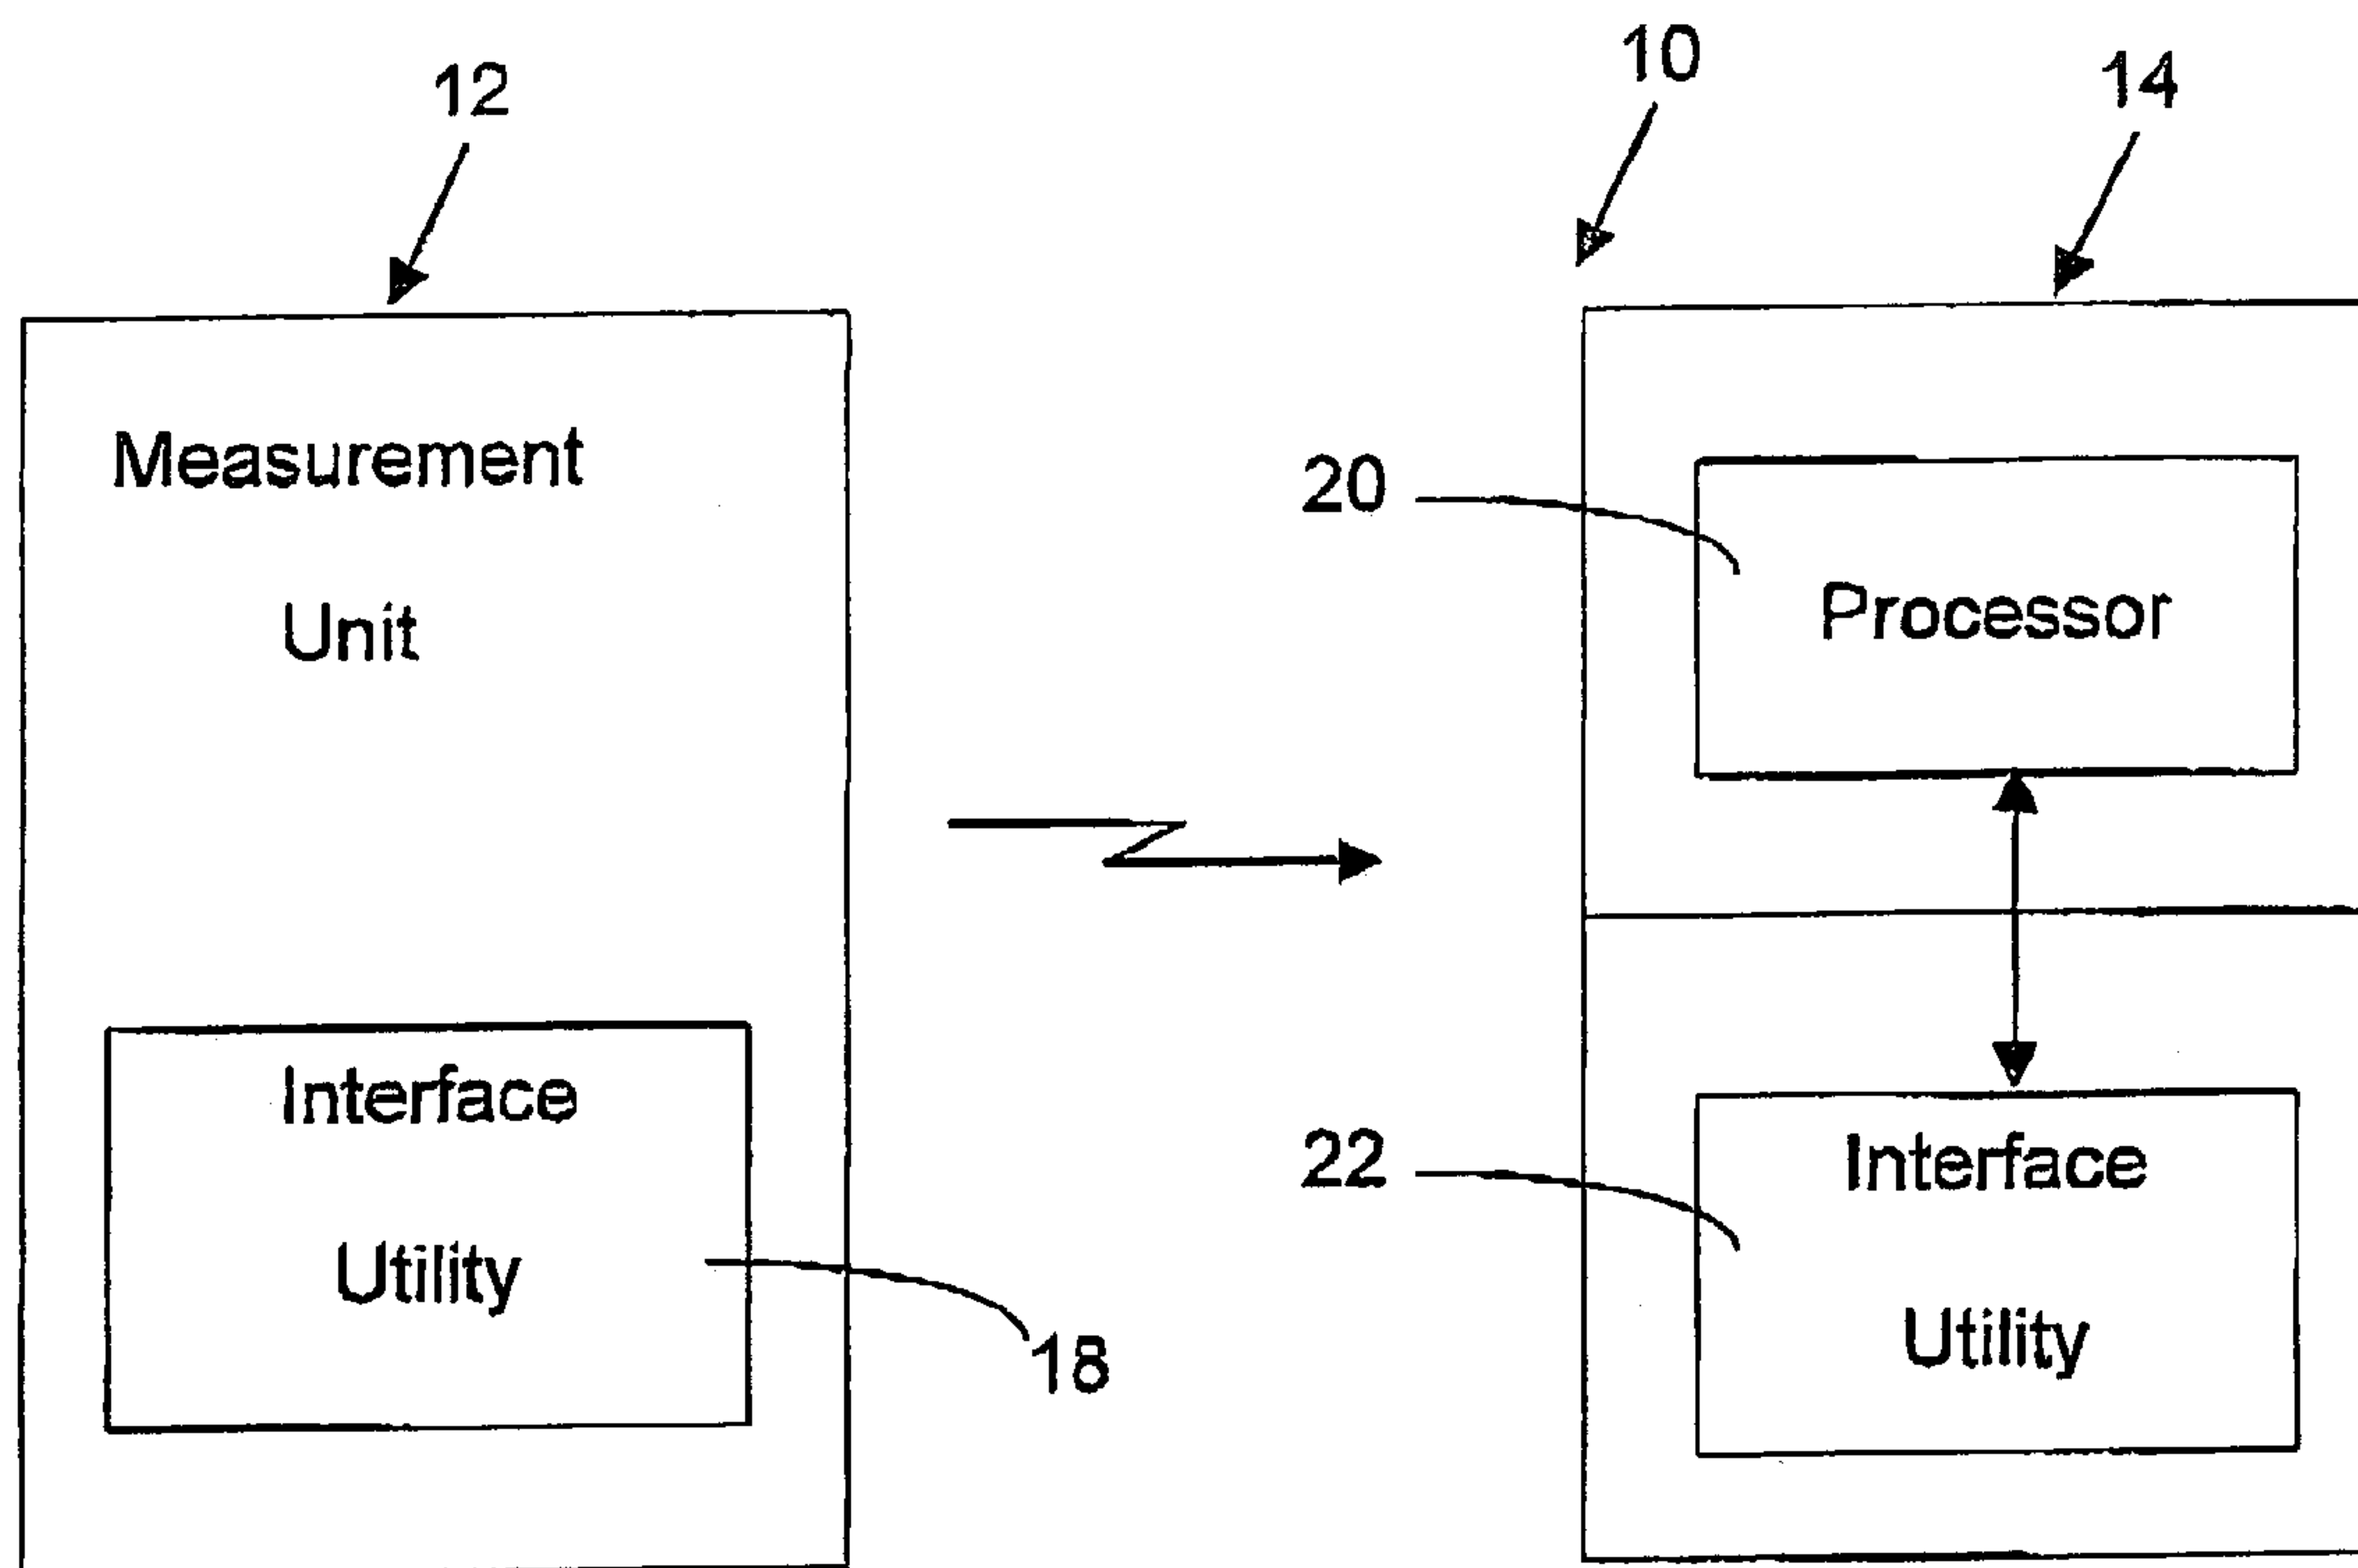 12
10
14
Measurement
Unit
20
Processor
Interface
Utility
18
22
Interface
Utility